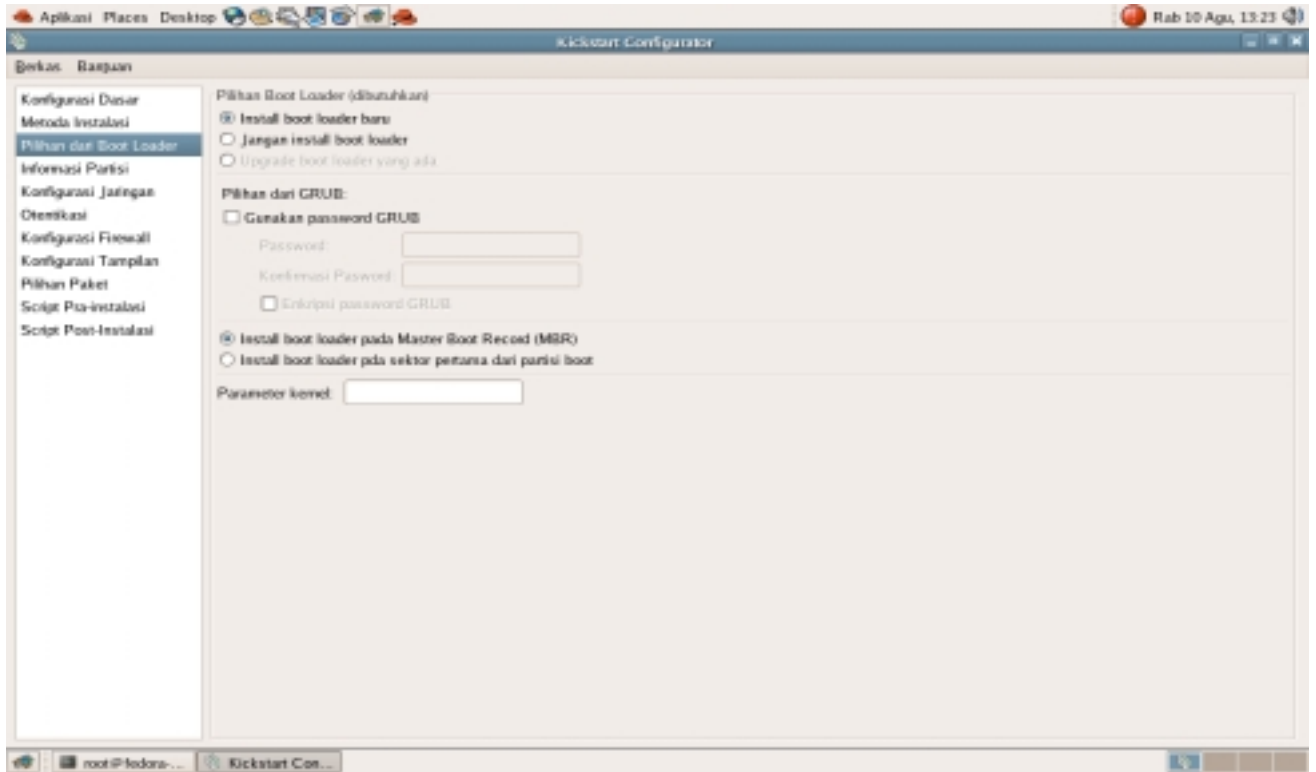 Aplikasi Places Desktop
Rab 10 Agu, 13:23
Kickstart Configurator
Berkas Bantuan
Konfigurasi Dasar
Metoda Instalasi
Pilihan dari Boot Loader
Informasi Partisi
Konfigurasi Jaringan
Otentikasi
Konfigurasi Firewall
Konfigurasi Tampilan
Pilihan Paket
Script Pra-instalasi
Script Post-Instalasi
Pilihan Boot Loader (dibutuhkan)
Install boot loader baru
Jangan install boot loader
Upgrade boot loader yang ada
Pilihan dari GRUB:
Gunakan password GRUB
Password:
Konfirmasi Pasword:
Enkripsi password GRUB
Install boot loader pada Master Boot Record (MBR)
Install boot loader pda sektor pertama dari partisi boot
Parameter kernel:
root@fedora-...
Kickstart Con...